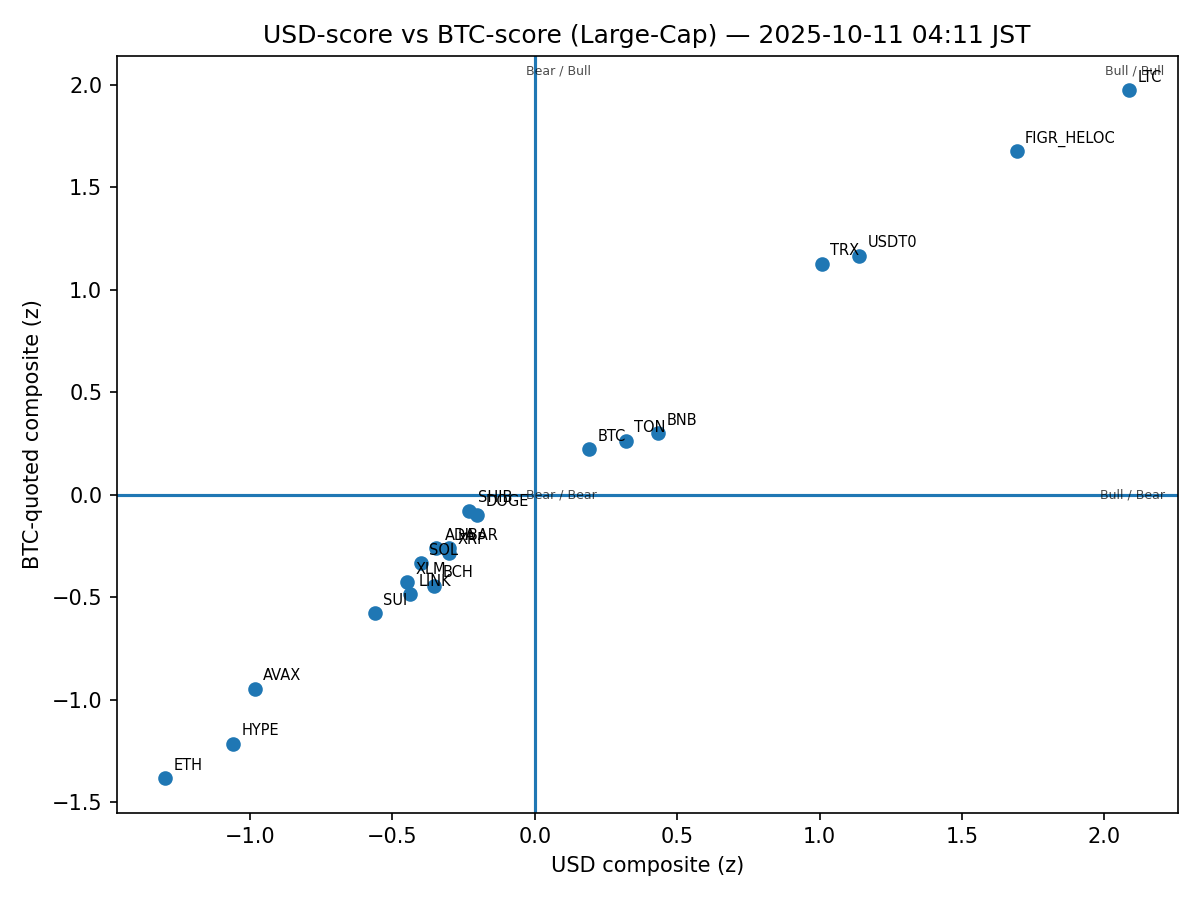 USD-score vs BTC-score (Large-Cap) — 2025-10-11 04:11 JST
Bear / Bull
Bull / Bull
LTC
2.0
FIGR_HELOC
1.5
USDT0
TRX
1.0
BTC-quoted composite (z)
0.5
BNB
TON
BTC
0.0
SHIB
DOGE
Bear / Bear
Bull / Bear
ADA
HBAR
XRP
SOL
XLM
BCH
LINK
−0.5
SUI
AVAX
−1.0
HYPE
ETH
−1.5
−1.0
−0.5
0.0
0.5
1.0
1.5
2.0
USD composite (z)